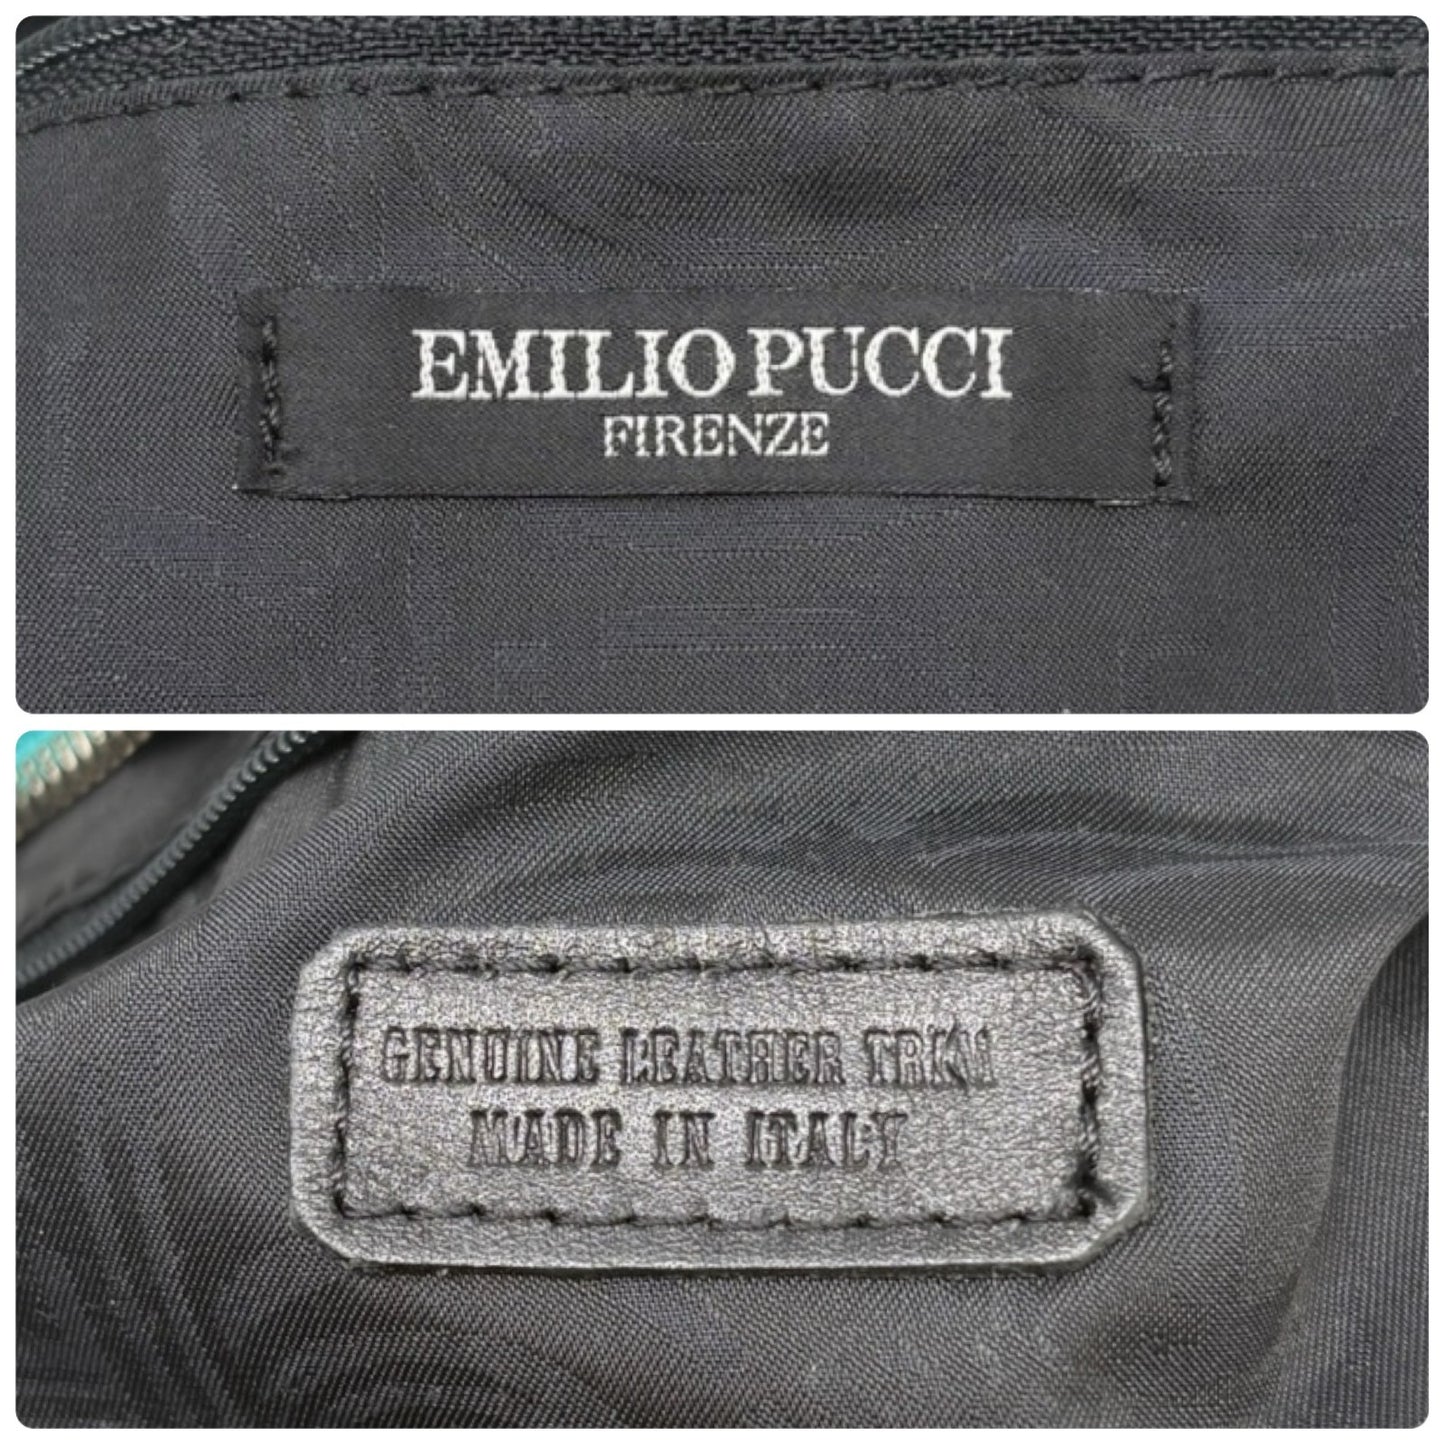 EMILIO PUCCI
FIRENZE
GENUINE LEATHER TRIM
MADE IN ITALY